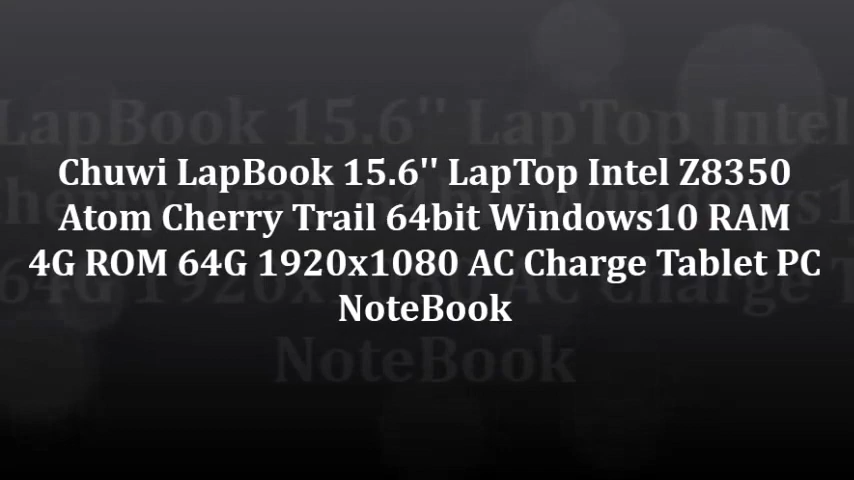 Chuwi LapBook 15.6'' LapTop Intel Z8350
Atom Cherry Trail 64bit Windows10 RAM
4G ROM 64G 1920x1080 AC Charge Tablet PC
NoteBook